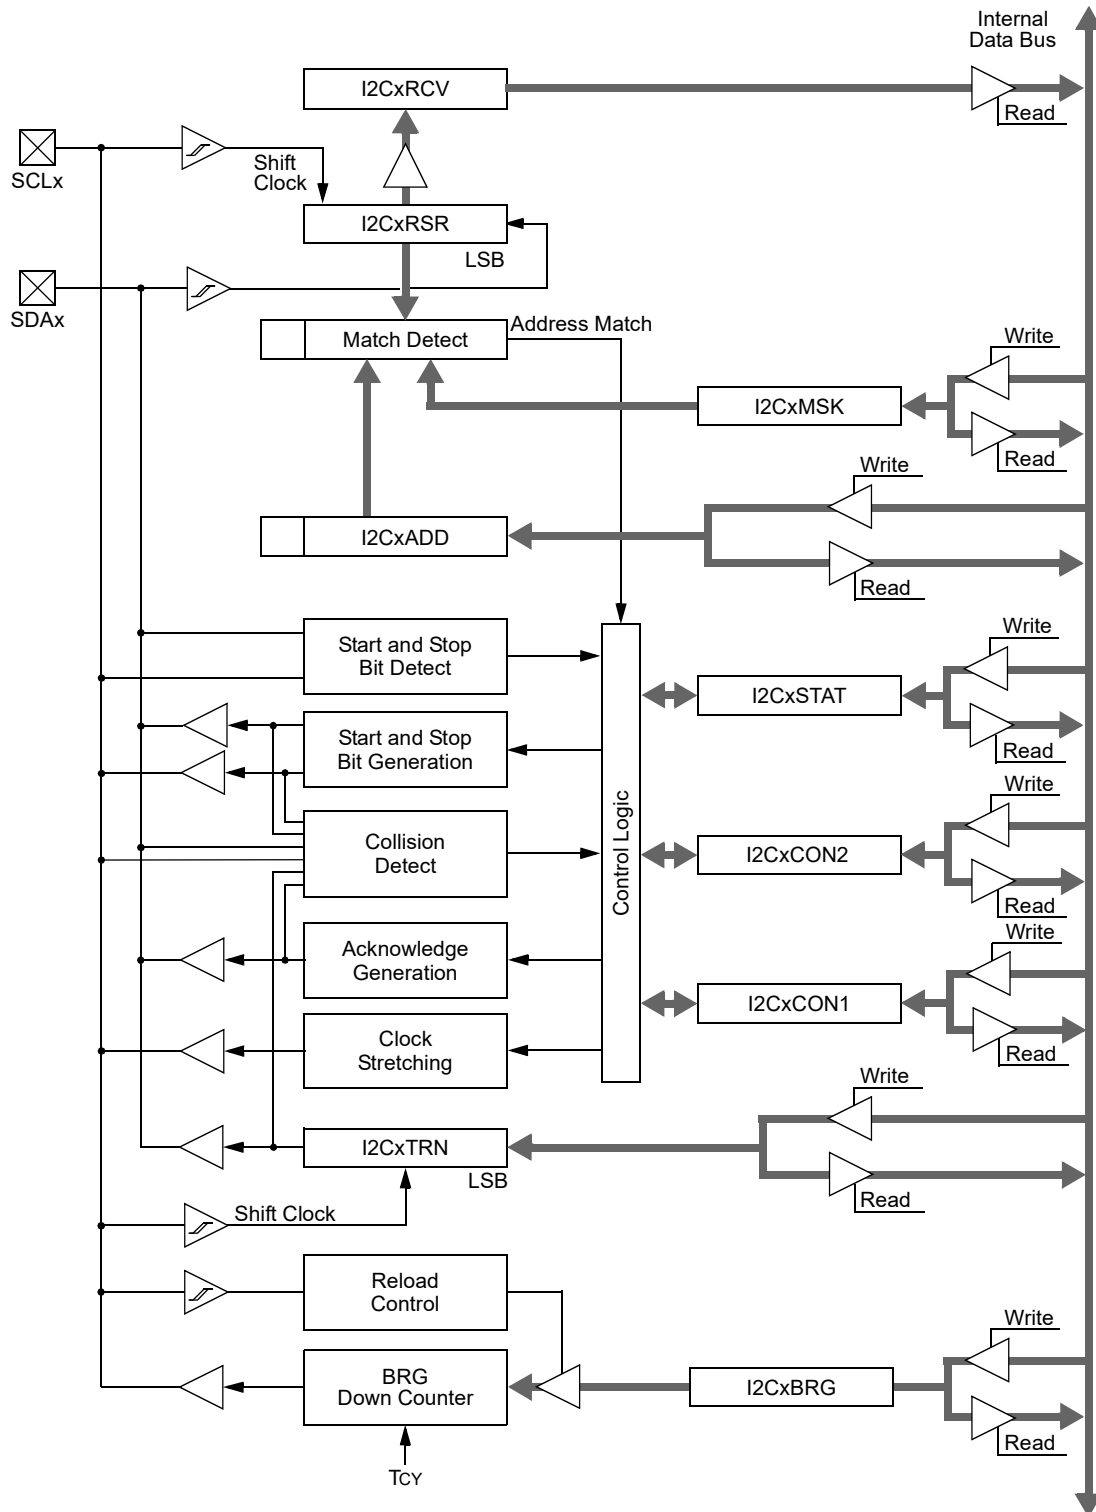 Internal
Data Bus
I2CxRCV
Read
SCLx
Shift
Clock
I2CxRSR
LSB
SDAx
Address Match
Match Detect
Write
I2CxMSK
Read
Write
I2CxADD
Read
Write
Start and Stop
Bit Detect
I2CxSTAT
Read
Start and Stop
Bit Generation
Write
Control Logic
Collision
Detect
I2CxCON2
Read
Write
Acknowledge
Generation
I2CxCON1
Read
Clock
Stretching
Write
I2CxTRN
LSB
Read
Shift Clock
Reload
Control
Write
BRG
Down Counter
I2CxBRG
Read
TCY